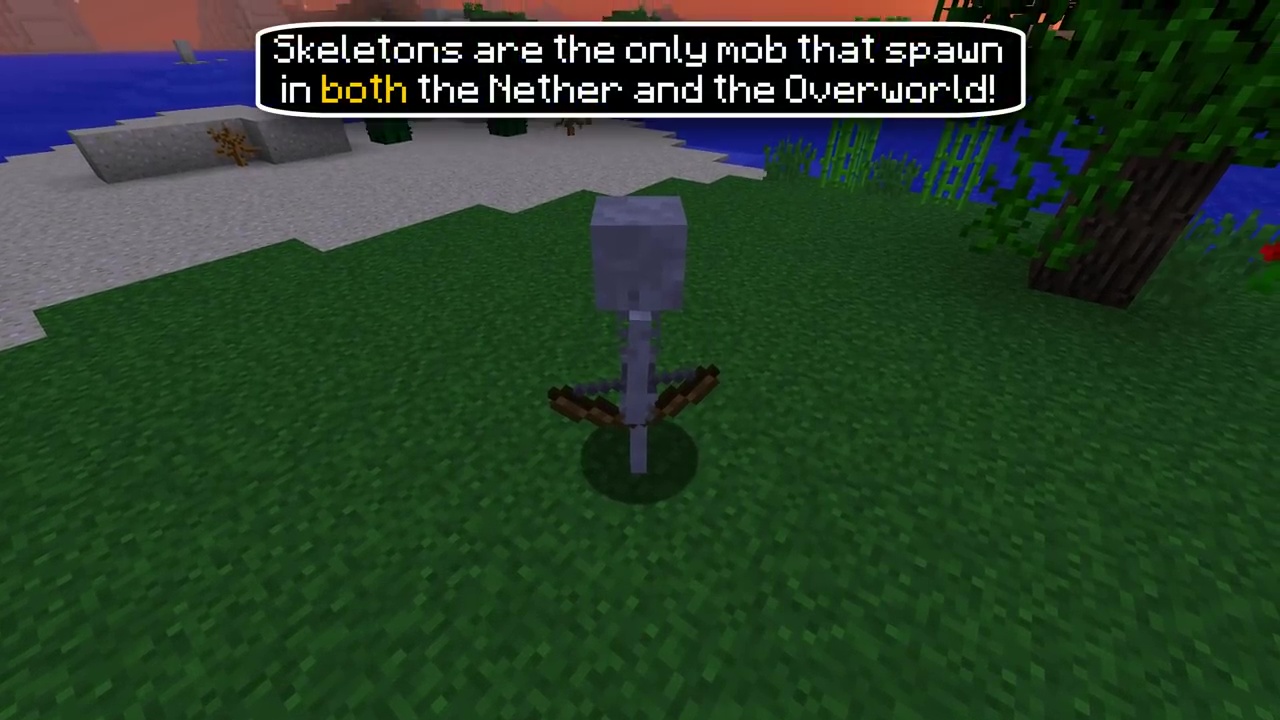 Skeletons are the only mob that spawn
in both the Nether and the Overworld!